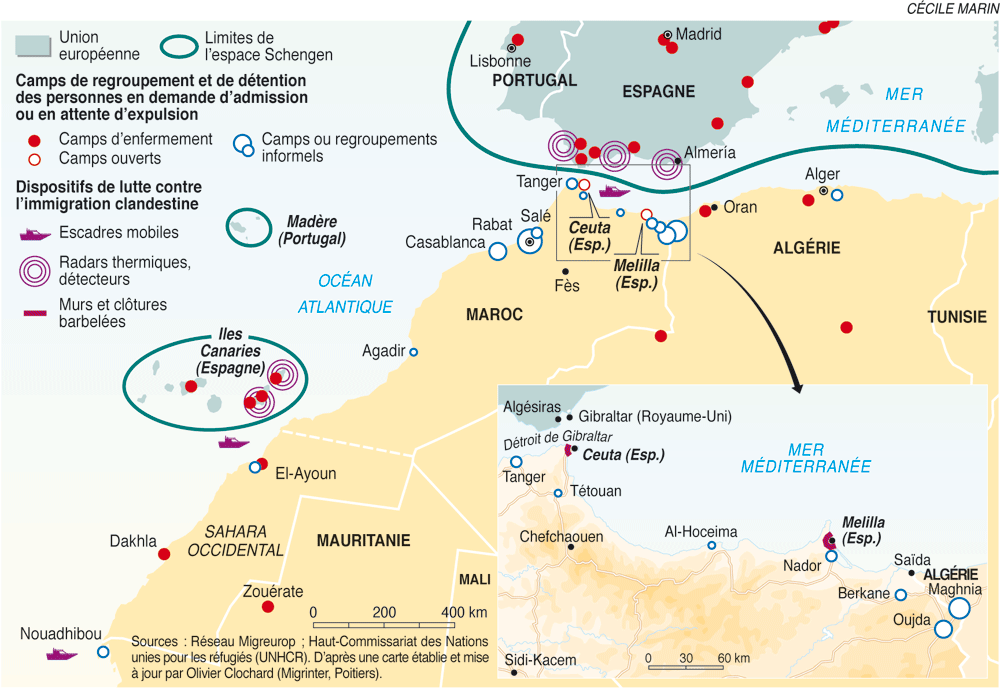 CÉCILE MARIN
Union
européenne
Limites de
l'espace Schengen
Camps de regroupement et de détention
des personnes en demande d'admission
ou en attente d'expulsion
Camps d'enfermement
Camps ouverts
Camps ou regroupements
informels
Dispositifs de lutte contre
l'immigration clandestine
Escadres mobiles
Radars thermiques,
détecteurs
Murs et clôtures
barbelées
Madère
(Portugal)
Lisbonne
PORTUGAL
Madrid
ESPAGNE
MER
MÉDITERRANÉE
Almería
Tanger
Ceuta
(Esp.)
Melilla
(Esp.)
Oran
Alger
ALGÉRIE
TUNISIE
Salé
Rabat
Casablanca
Fès
MAROC
OCÉAN
ATLANTIQUE
Agadir
Iles
Canaries
(Espagne)
El-Ayoun
SAHARA
OCCIDENTAL
Dakhla
MAURITANIE
MALI
Zouérate
Nouadhibou
0 200 400 km
Sources : Réseau Migreurop ; Haut-Commissariat des Nations
unies pour les réfugiés (UNHCR). D'après une carte établie et mise
à jour par Olivier Clochard (Migrinter, Poitiers).
Algésiras
Gibraltar (Royaume-Uni)
Détroit de Gibraltar
Ceuta (Esp.)
MER
MÉDITERRANÉE
Tanger
Tétouan
Chefchaouen
Al-Hoceima
Melilla
(Esp.)
Nador
Saïda
ALGÉRIE
Maghnia
Berkane
Oujda
Sidi-Kacem
0 30 60 km